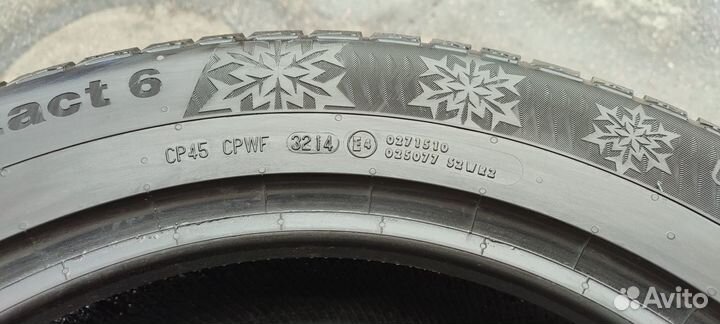 act 6
CP45 CPWF 3214 E4 0271510
025077 S2WR2
Avito